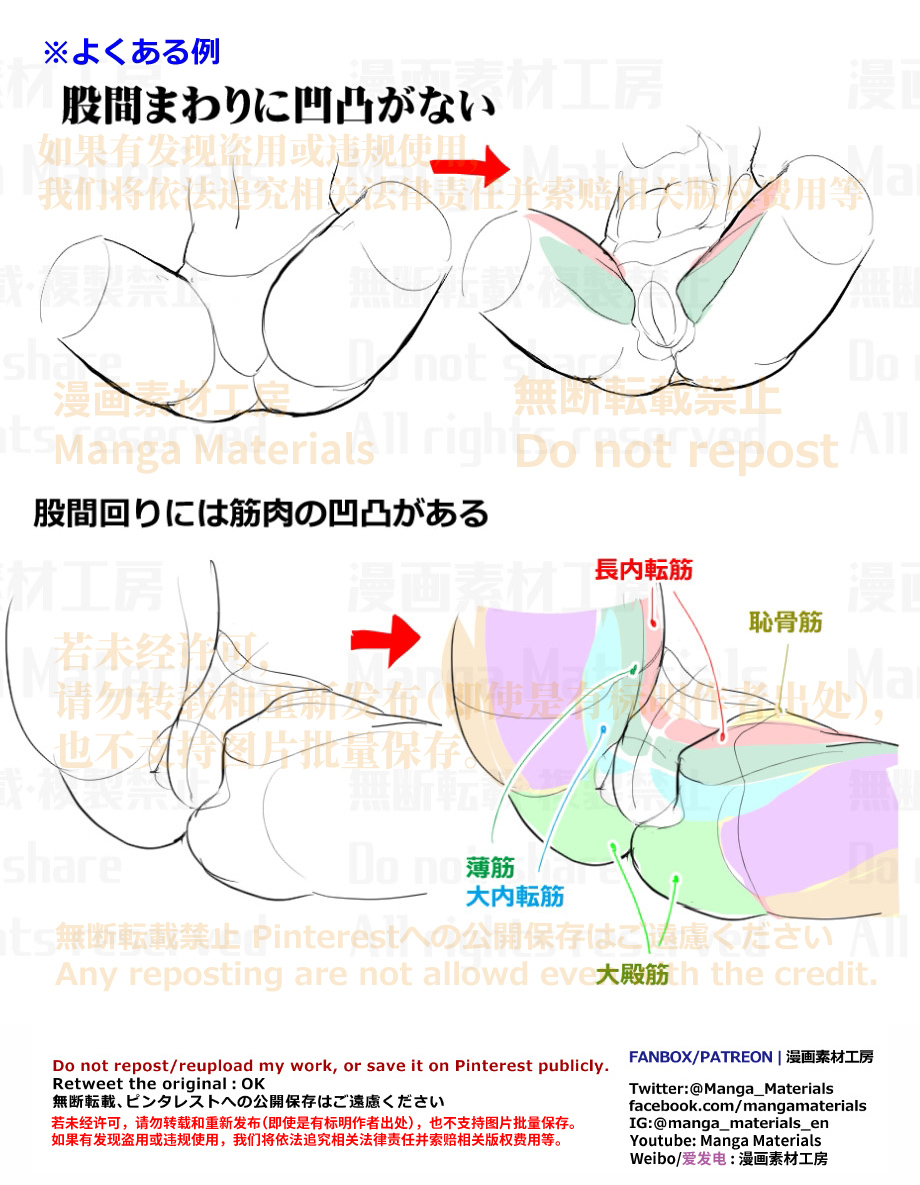 ※よくある例
股間まわりに凹凸がない
如果有发现盗用或违规使用,
我们将依法追究相关法律责任并索赔相关版权费用等
漫画素材工房
無断転載禁止
Manga Materials
Do not repost
股間回りには筋肉の凹凸がある
長内転筋
恥骨筋
若未经许可,
请勿转载和重新发布(即使是有标明作者出处),
也不支持图片批量保存。
薄筋
大内転筋
無断転載禁止 Pinterestへの公開保存はご遠慮ください
大殿筋
Any reposting are not allowd even with the credit.
Do not repost/reupload my work, or save it on Pinterest publicly.
Retweet the original : OK
無断転載、ピンタレストへの公開保存はご遠慮ください
若未经许可，请勿转载和重新发布(即使是有标明作者出处)，也不支持图片批量保存。
如果有发现盗用或违规使用，我们将依法追究相关法律责任并索赔相关版权费用等。
FANBOX/PATREON | 漫画素材工房
Twitter:@Manga_Materials
facebook.com/mangamaterials
IG:@manga_materials_en
Youtube: Manga Materials
Weibo/爱发电 : 漫画素材工房